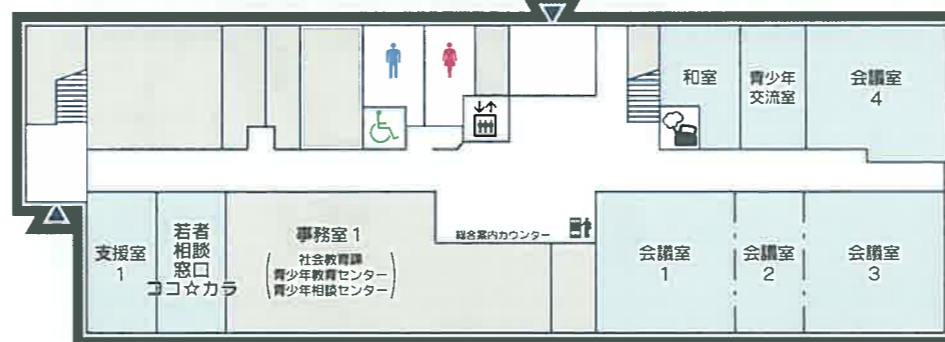 和室
青少年
交流室
会議室
4
支援室
1
若者
相談
窓口
ココ☆カラ
事務室1
社会教育課
青少年教育センター
青少年相談センター
総合案内カウンター
会議室
1
会議室
2
会議室
3